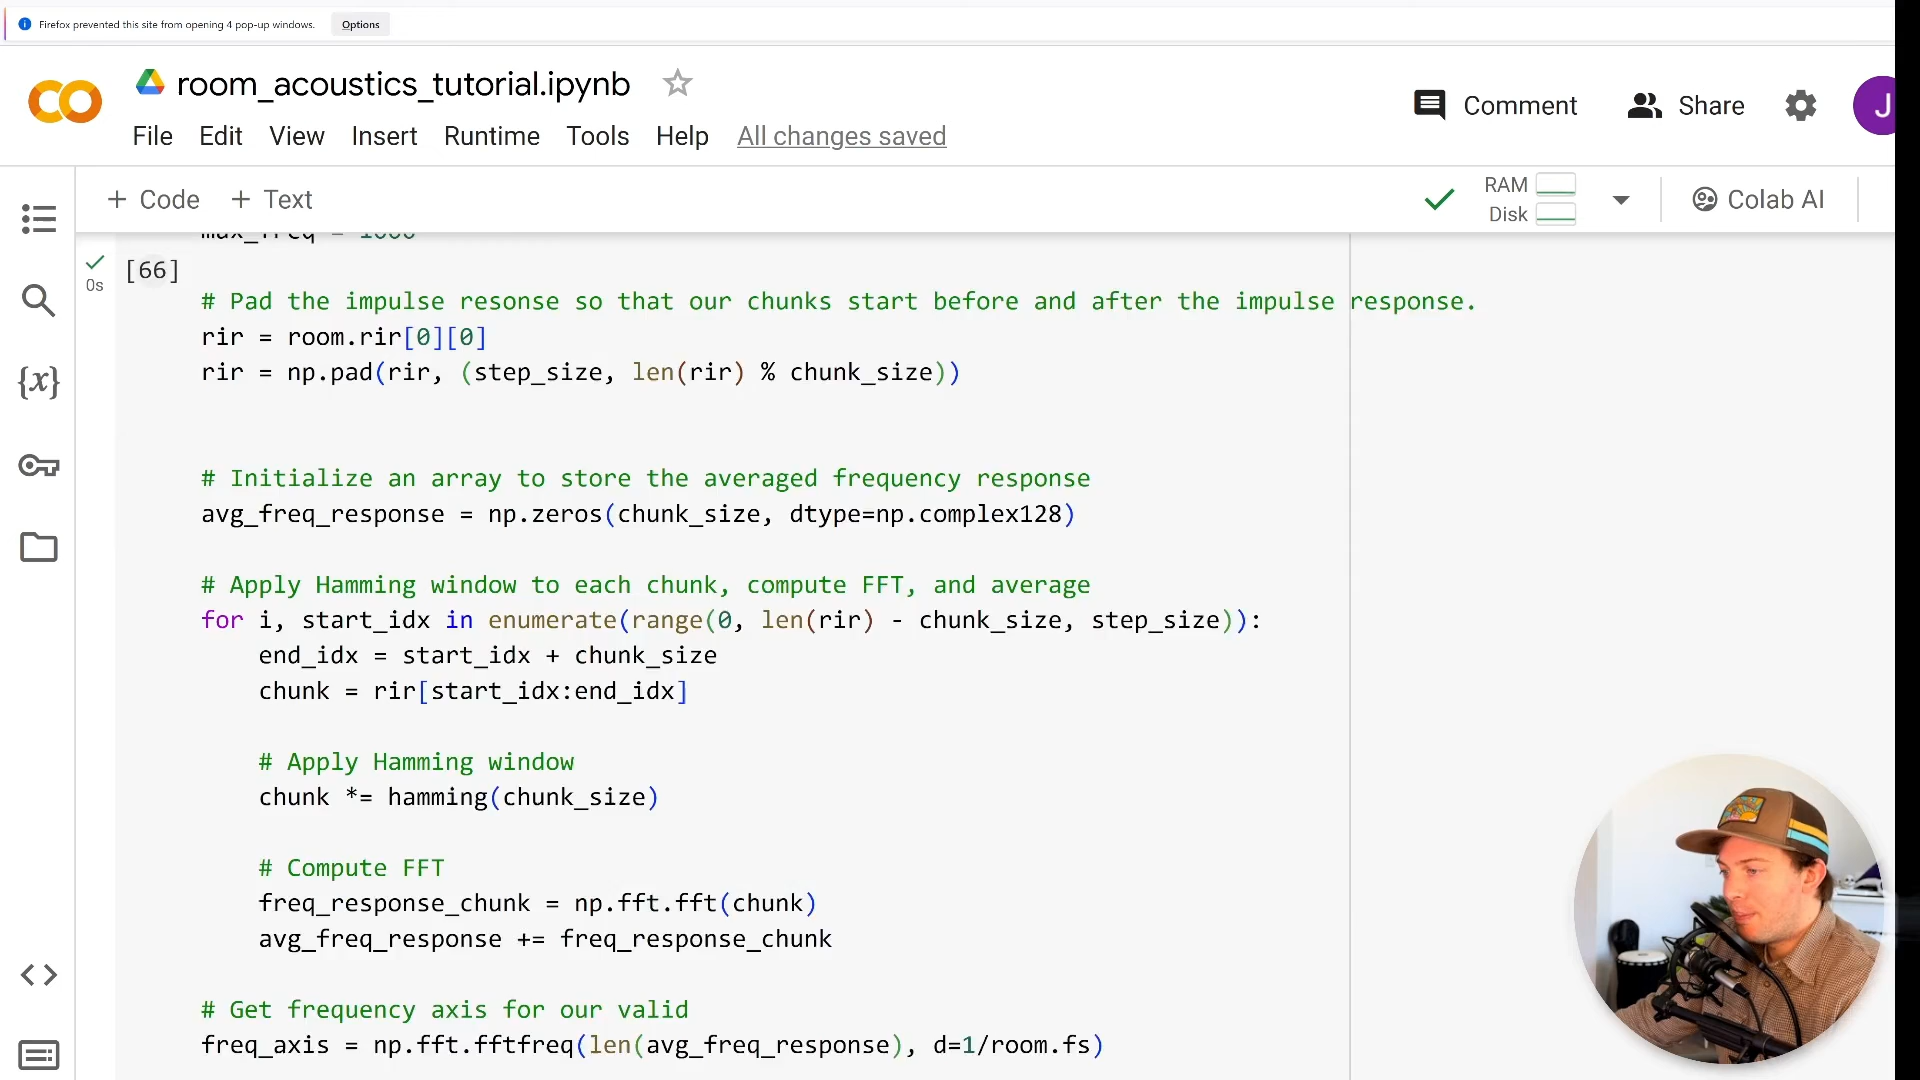 Firefox prevented this site from opening 4 pop-up windows. Options
room_acoustics_tutorial.ipynb
Comment Share J
File Edit View Insert Runtime Tools Help All changes saved
+ Code + Text
RAM
Disk
Colab AI
max_freq = 1000
[66]
0s
# Pad the impulse resonse so that our chunks start before and after the impulse response.
rir = room.rir[0][0]
rir = np.pad(rir, (step_size, len(rir) % chunk_size))
{x}
# Initialize an array to store the averaged frequency response
avg_freq_response = np.zeros(chunk_size, dtype=np.complex128)
# Apply Hamming window to each chunk, compute FFT, and average
for i, start_idx in enumerate(range(0, len(rir) - chunk_size, step_size)):
end_idx = start_idx + chunk_size
chunk = rir[start_idx:end_idx]
# Apply Hamming window
chunk *= hamming(chunk_size)
# Compute FFT
freq_response_chunk = np.fft.fft(chunk)
avg_freq_response += freq_response_chunk
# Get frequency axis for our valid
freq_axis = np.fft.fftfreq(len(avg_freq_response), d=1/room.fs)